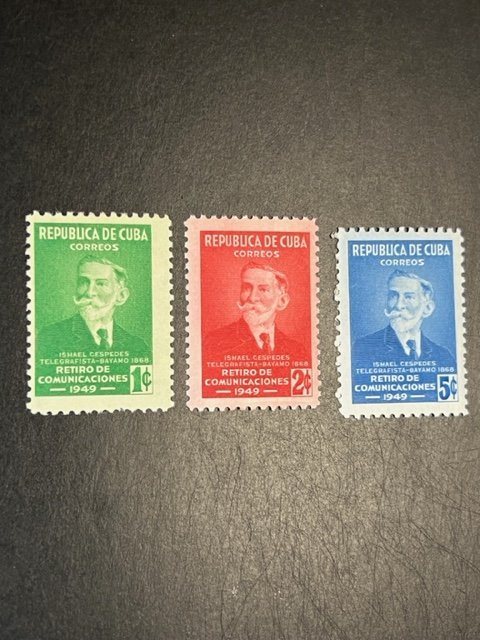 REPUBLICA DE CUBA
CORREOS
ISMAEL CESPEDES
TELEGRAFISTA-BAYAMO 1868
RETIRO DE
COMUNICACIONES
1949
1¢
REPUBLICA DE CUBA
CORREOS
ISMAEL CESPEDES
TELEGRAFISTA-BAYAMO 1868
RETIRO DE
COMUNICACIONES
1949
2¢
REPUBLICA DE CUBA
CORREOS
ISMAEL CESPEDES
TELEGRAFISTA-BAYAMO 1868
RETIRO DE
COMUNICACIONES
1949
5¢